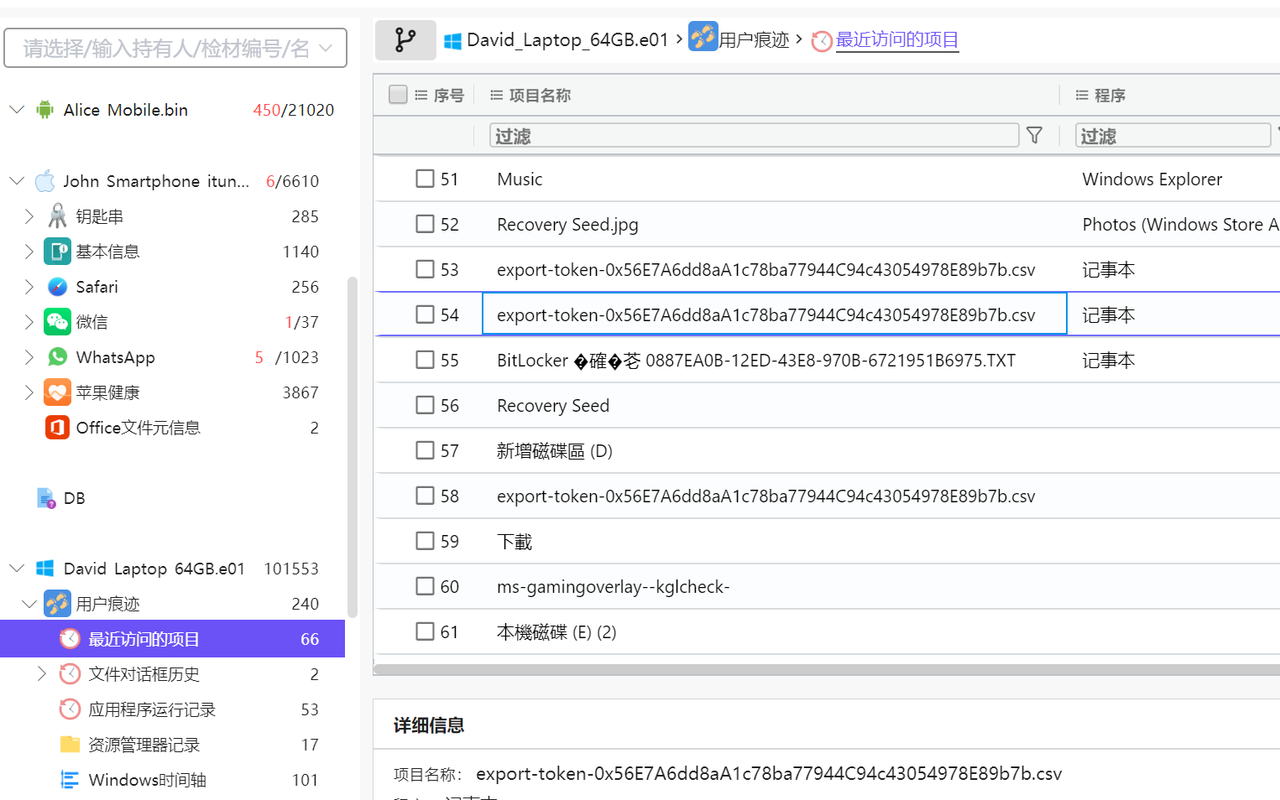 请选择/输入持有人/检材编号/名
Alice Mobile.bin 450/21020
John Smartphone itun... 6/6610
钥匙串 285
基本信息 1140
Safari 256
微信 1/37
WhatsApp 5 /1023
苹果健康 3867
Office文件元信息 2
DB
David Laptop 64GB.e01 101553
用户痕迹 240
最近访问的项目 66
文件对话框历史 2
应用程序运行记录 53
资源管理器记录 17
Windows时间轴 101
David_Laptop_64GB.e01 > 用户痕迹 > 最近访问的项目
序号 项目名称 程序
过滤 过滤
51 Music Windows Explorer
52 Recovery Seed.jpg Photos (Windows Store A
53 export-token-0x56E7A6dd8aA1c78ba77944C94c43054978E89b7b.csv 记事本
54 export-token-0x56E7A6dd8aA1c78ba77944C94c43054978E89b7b.csv 记事本
55 BitLocker �確�苳 0887EA0B-12ED-43E8-970B-6721951B6975.TXT 记事本
56 Recovery Seed
57 新增磁碟區 (D)
58 export-token-0x56E7A6dd8aA1c78ba77944C94c43054978E89b7b.csv
59 下載
60 ms-gamingoverlay--kglcheck-
61 本機磁碟 (E) (2)
详细信息
项目名称： export-token-0x56E7A6dd8aA1c78ba77944C94c43054978E89b7b.csv